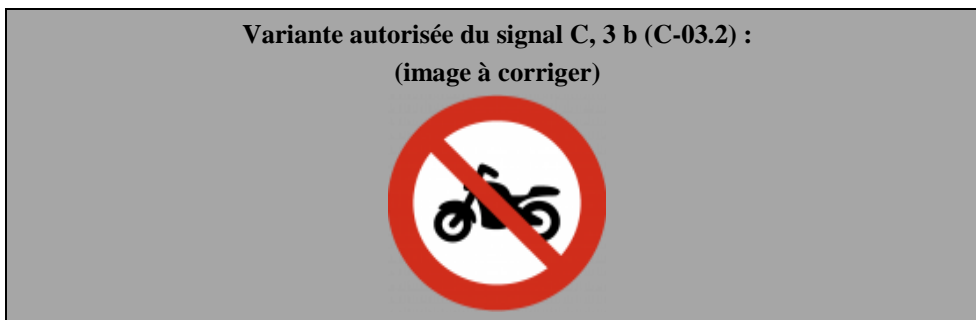 Variante autorisée du signal C, 3 b (C-03.2) :
(image à corriger)